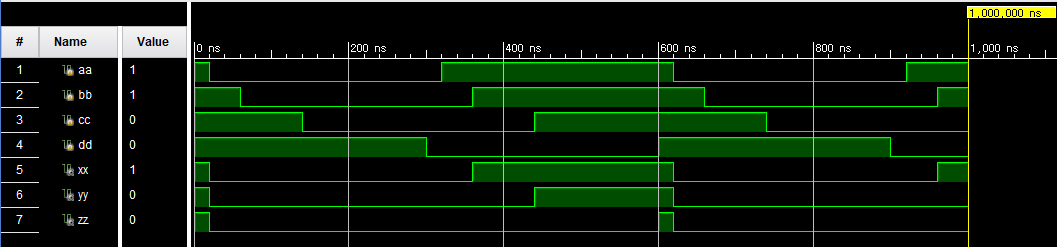 1,000,000 ns
# Name Value
0 ns 200 ns 400 ns 600 ns 800 ns 1,000 ns
1 aa 1
2 bb 1
3 cc 0
4 dd 0
5 xx 1
6 yy 0
7 zz 0